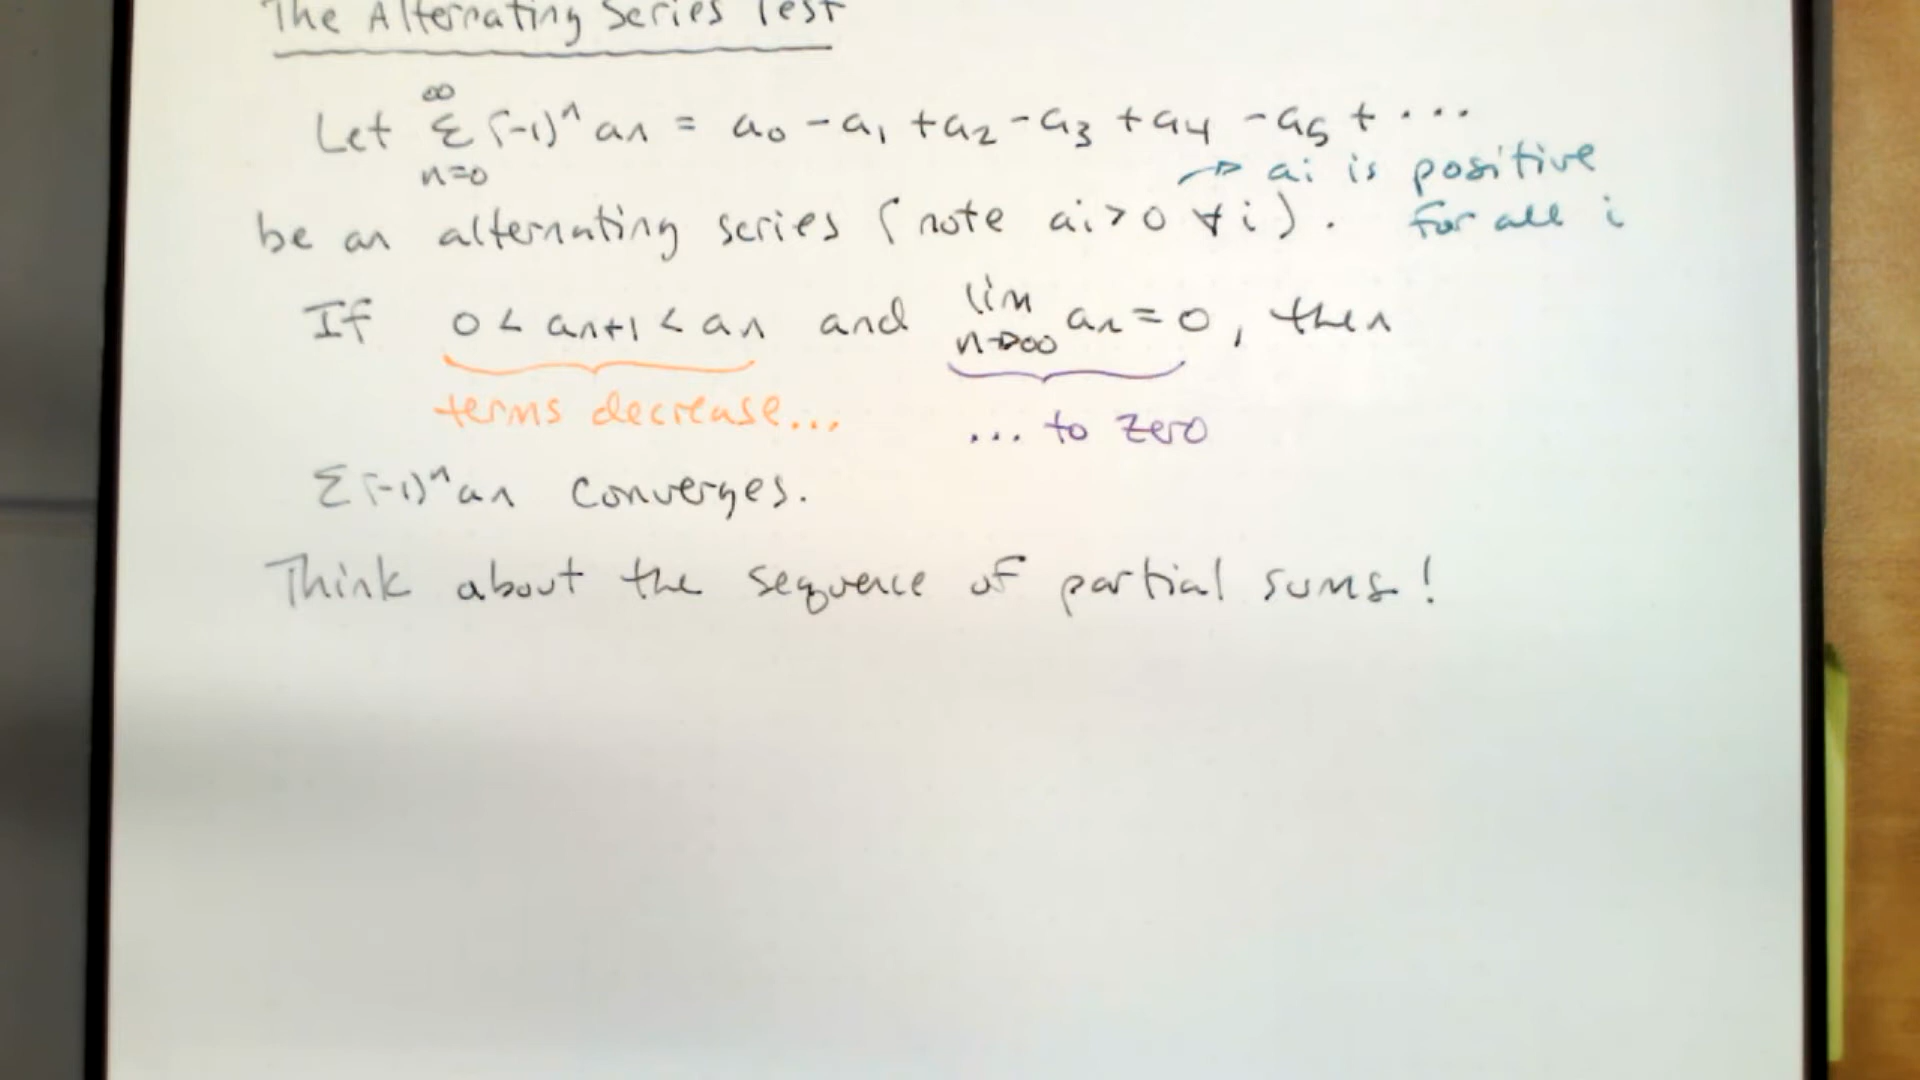 The Alternating Series Test
Let ∞ Σ n=0 (-1)^n an = a0 - a1 + a2 - a3 + a4 - a5 + ...
→ ai is positive
be an alternating series (note ai > 0 ∀ i). for all i
If 0 < an+1 < an and lim n→∞ an = 0, then
terms decrease... ... to zero
Σ (-1)^n an converges.
Think about the sequence of partial sums!